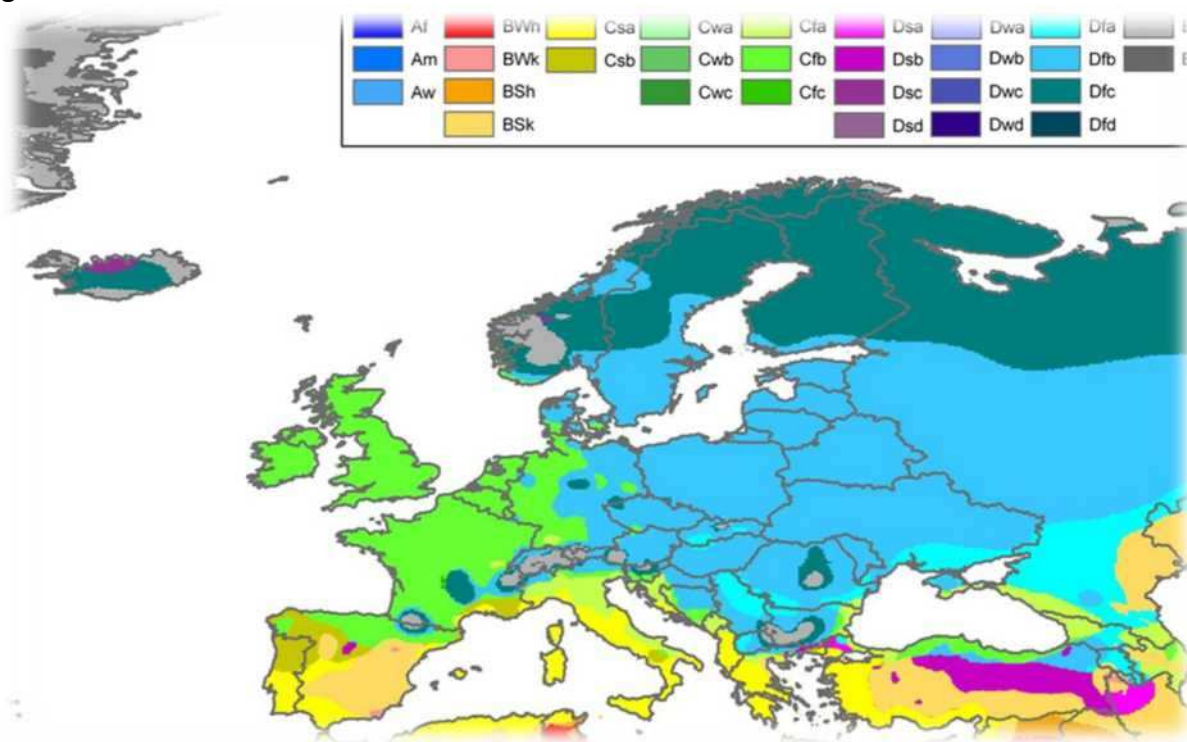 Af BWh Csa Cwa Cfa Dsa Dwa Dfa
Am BWk Csb Cwb Cfb Dsb Dwb Dfb
Aw BSh Cwc Cfc Dsc Dwc Dfc
BSk Dsd Dwd Dfd